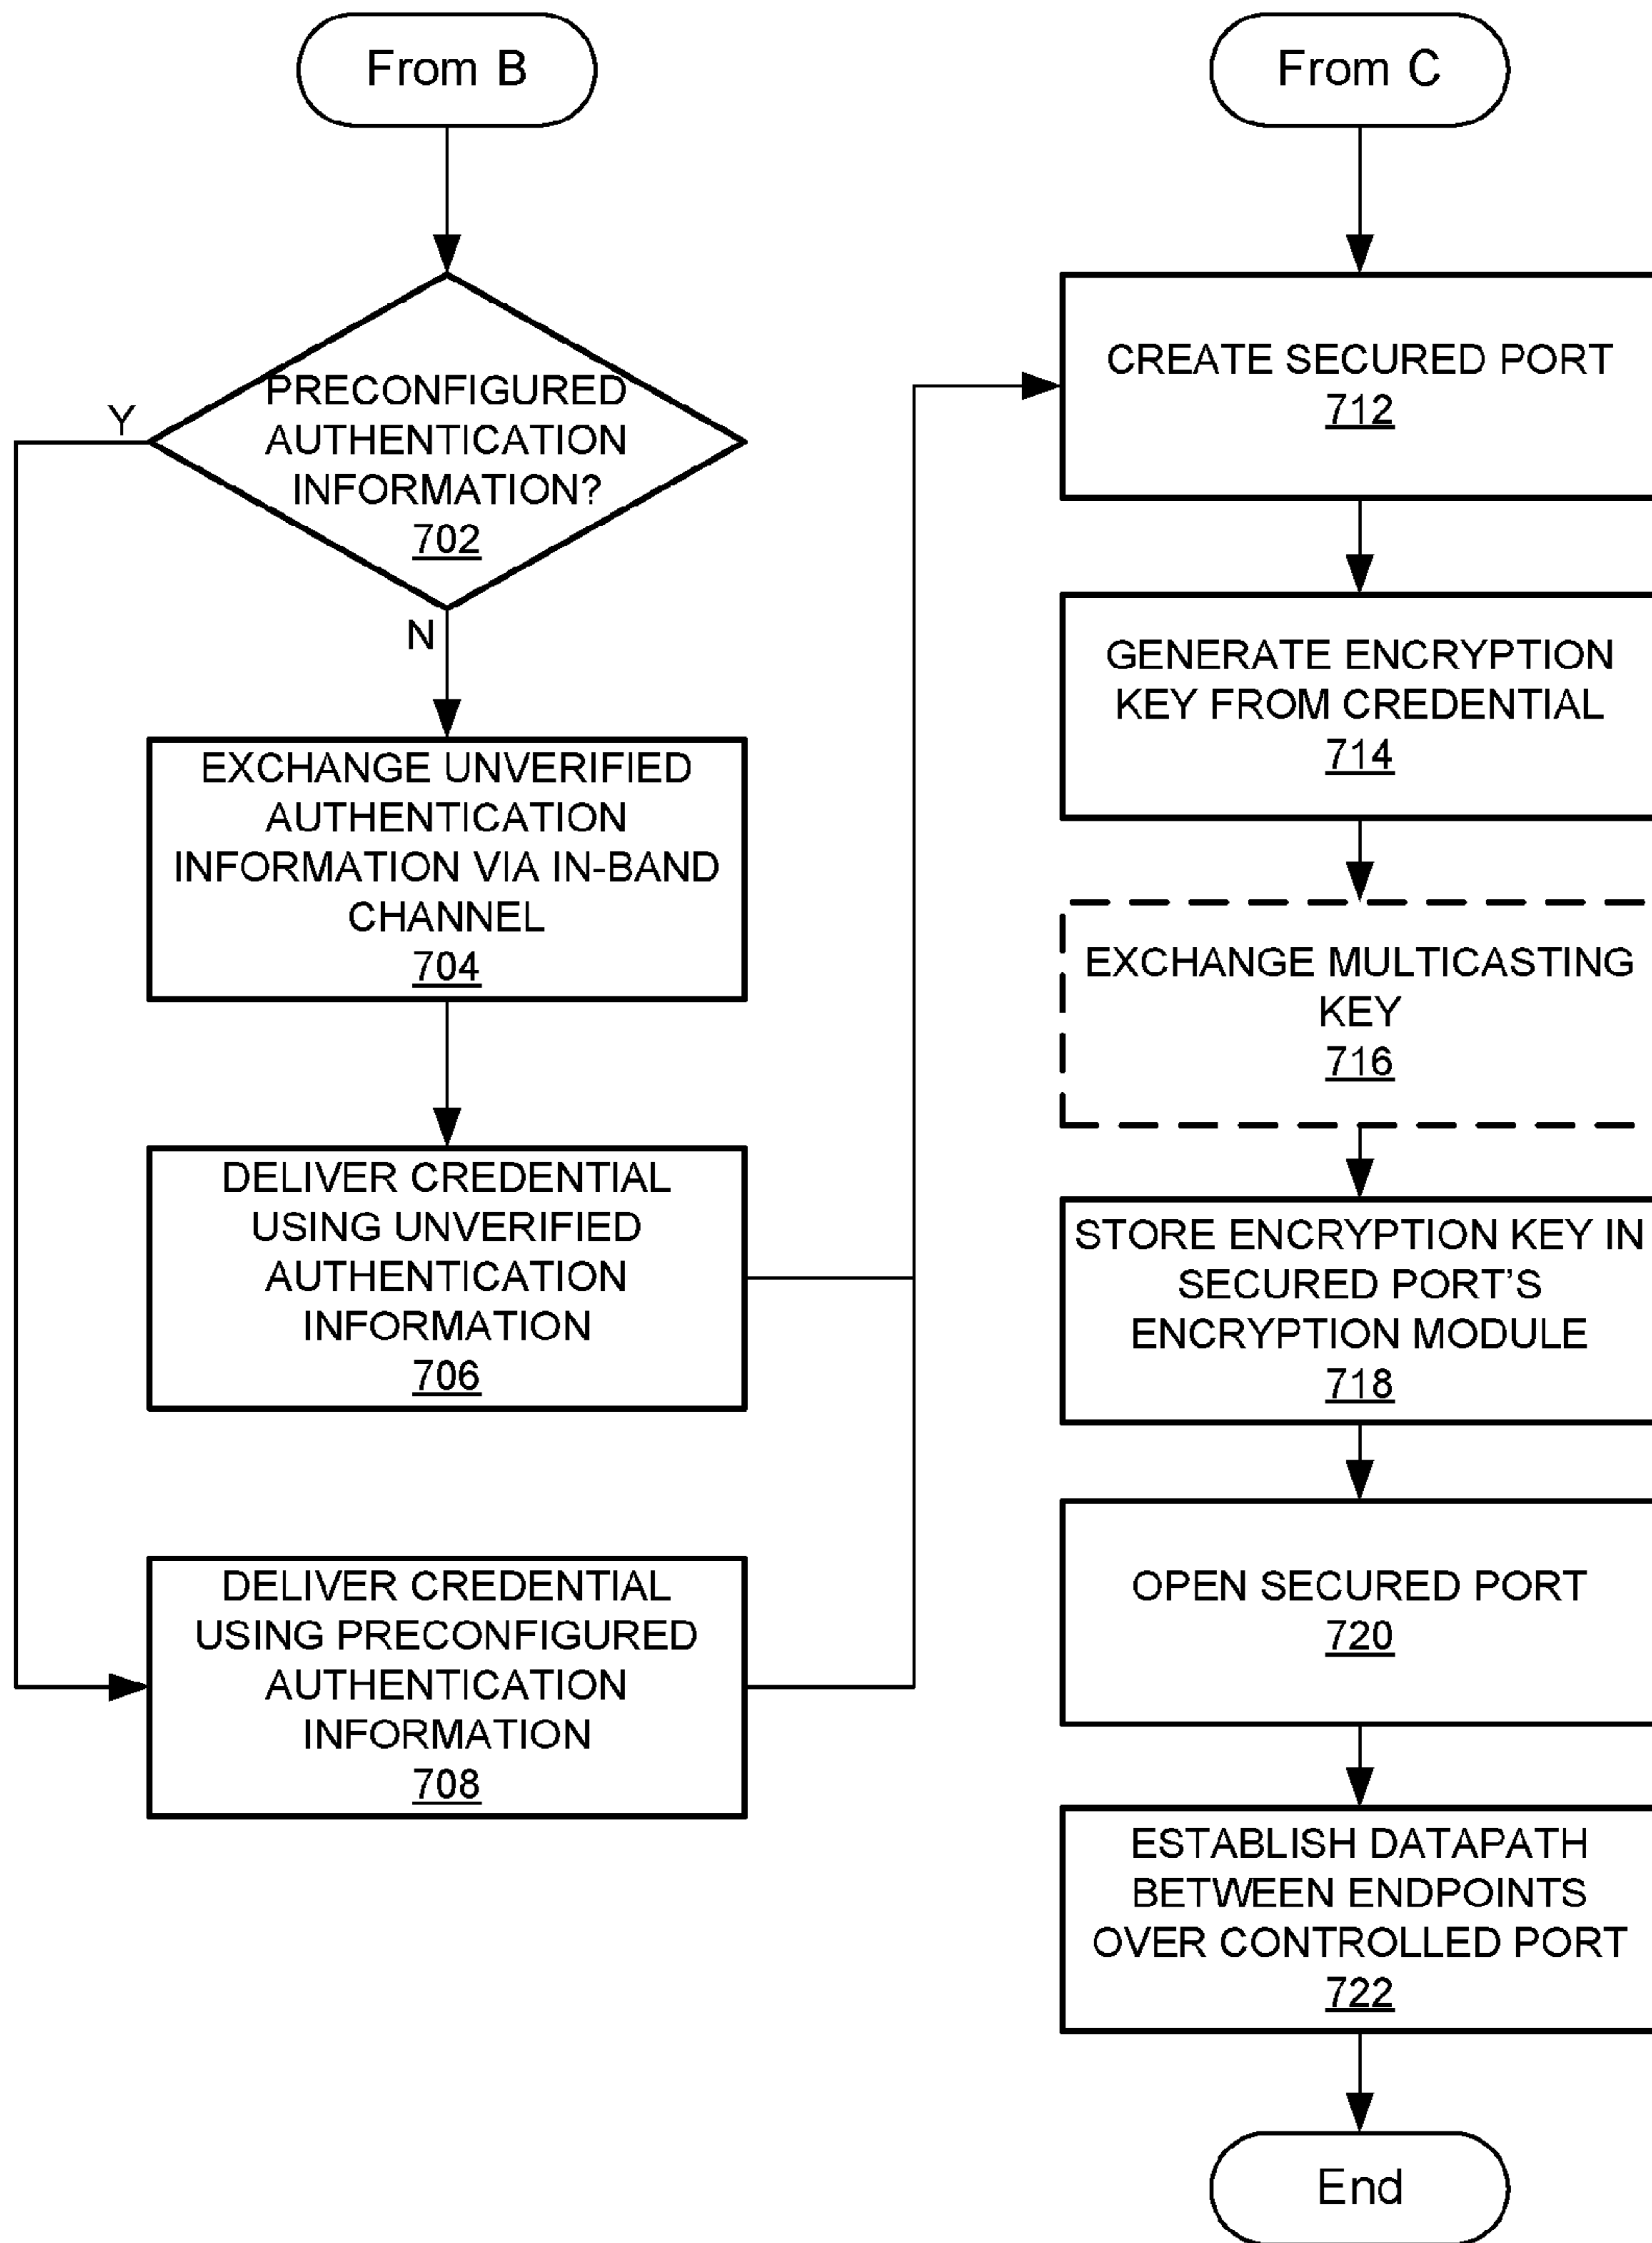 From B
PRECONFIGURED
AUTHENTICATION
INFORMATION?
702
Y
N
EXCHANGE UNVERIFIED
AUTHENTICATION
INFORMATION VIA IN-BAND
CHANNEL
704
DELIVER CREDENTIAL
USING UNVERIFIED
AUTHENTICATION
INFORMATION
706
DELIVER CREDENTIAL
USING PRECONFIGURED
AUTHENTICATION
INFORMATION
708
From C
CREATE SECURED PORT
712
GENERATE ENCRYPTION
KEY FROM CREDENTIAL
714
EXCHANGE MULTICASTING
KEY
716
STORE ENCRYPTION KEY IN
SECURED PORT’S
ENCRYPTION MODULE
718
OPEN SECURED PORT
720
ESTABLISH DATAPATH
BETWEEN ENDPOINTS
OVER CONTROLLED PORT
722
End